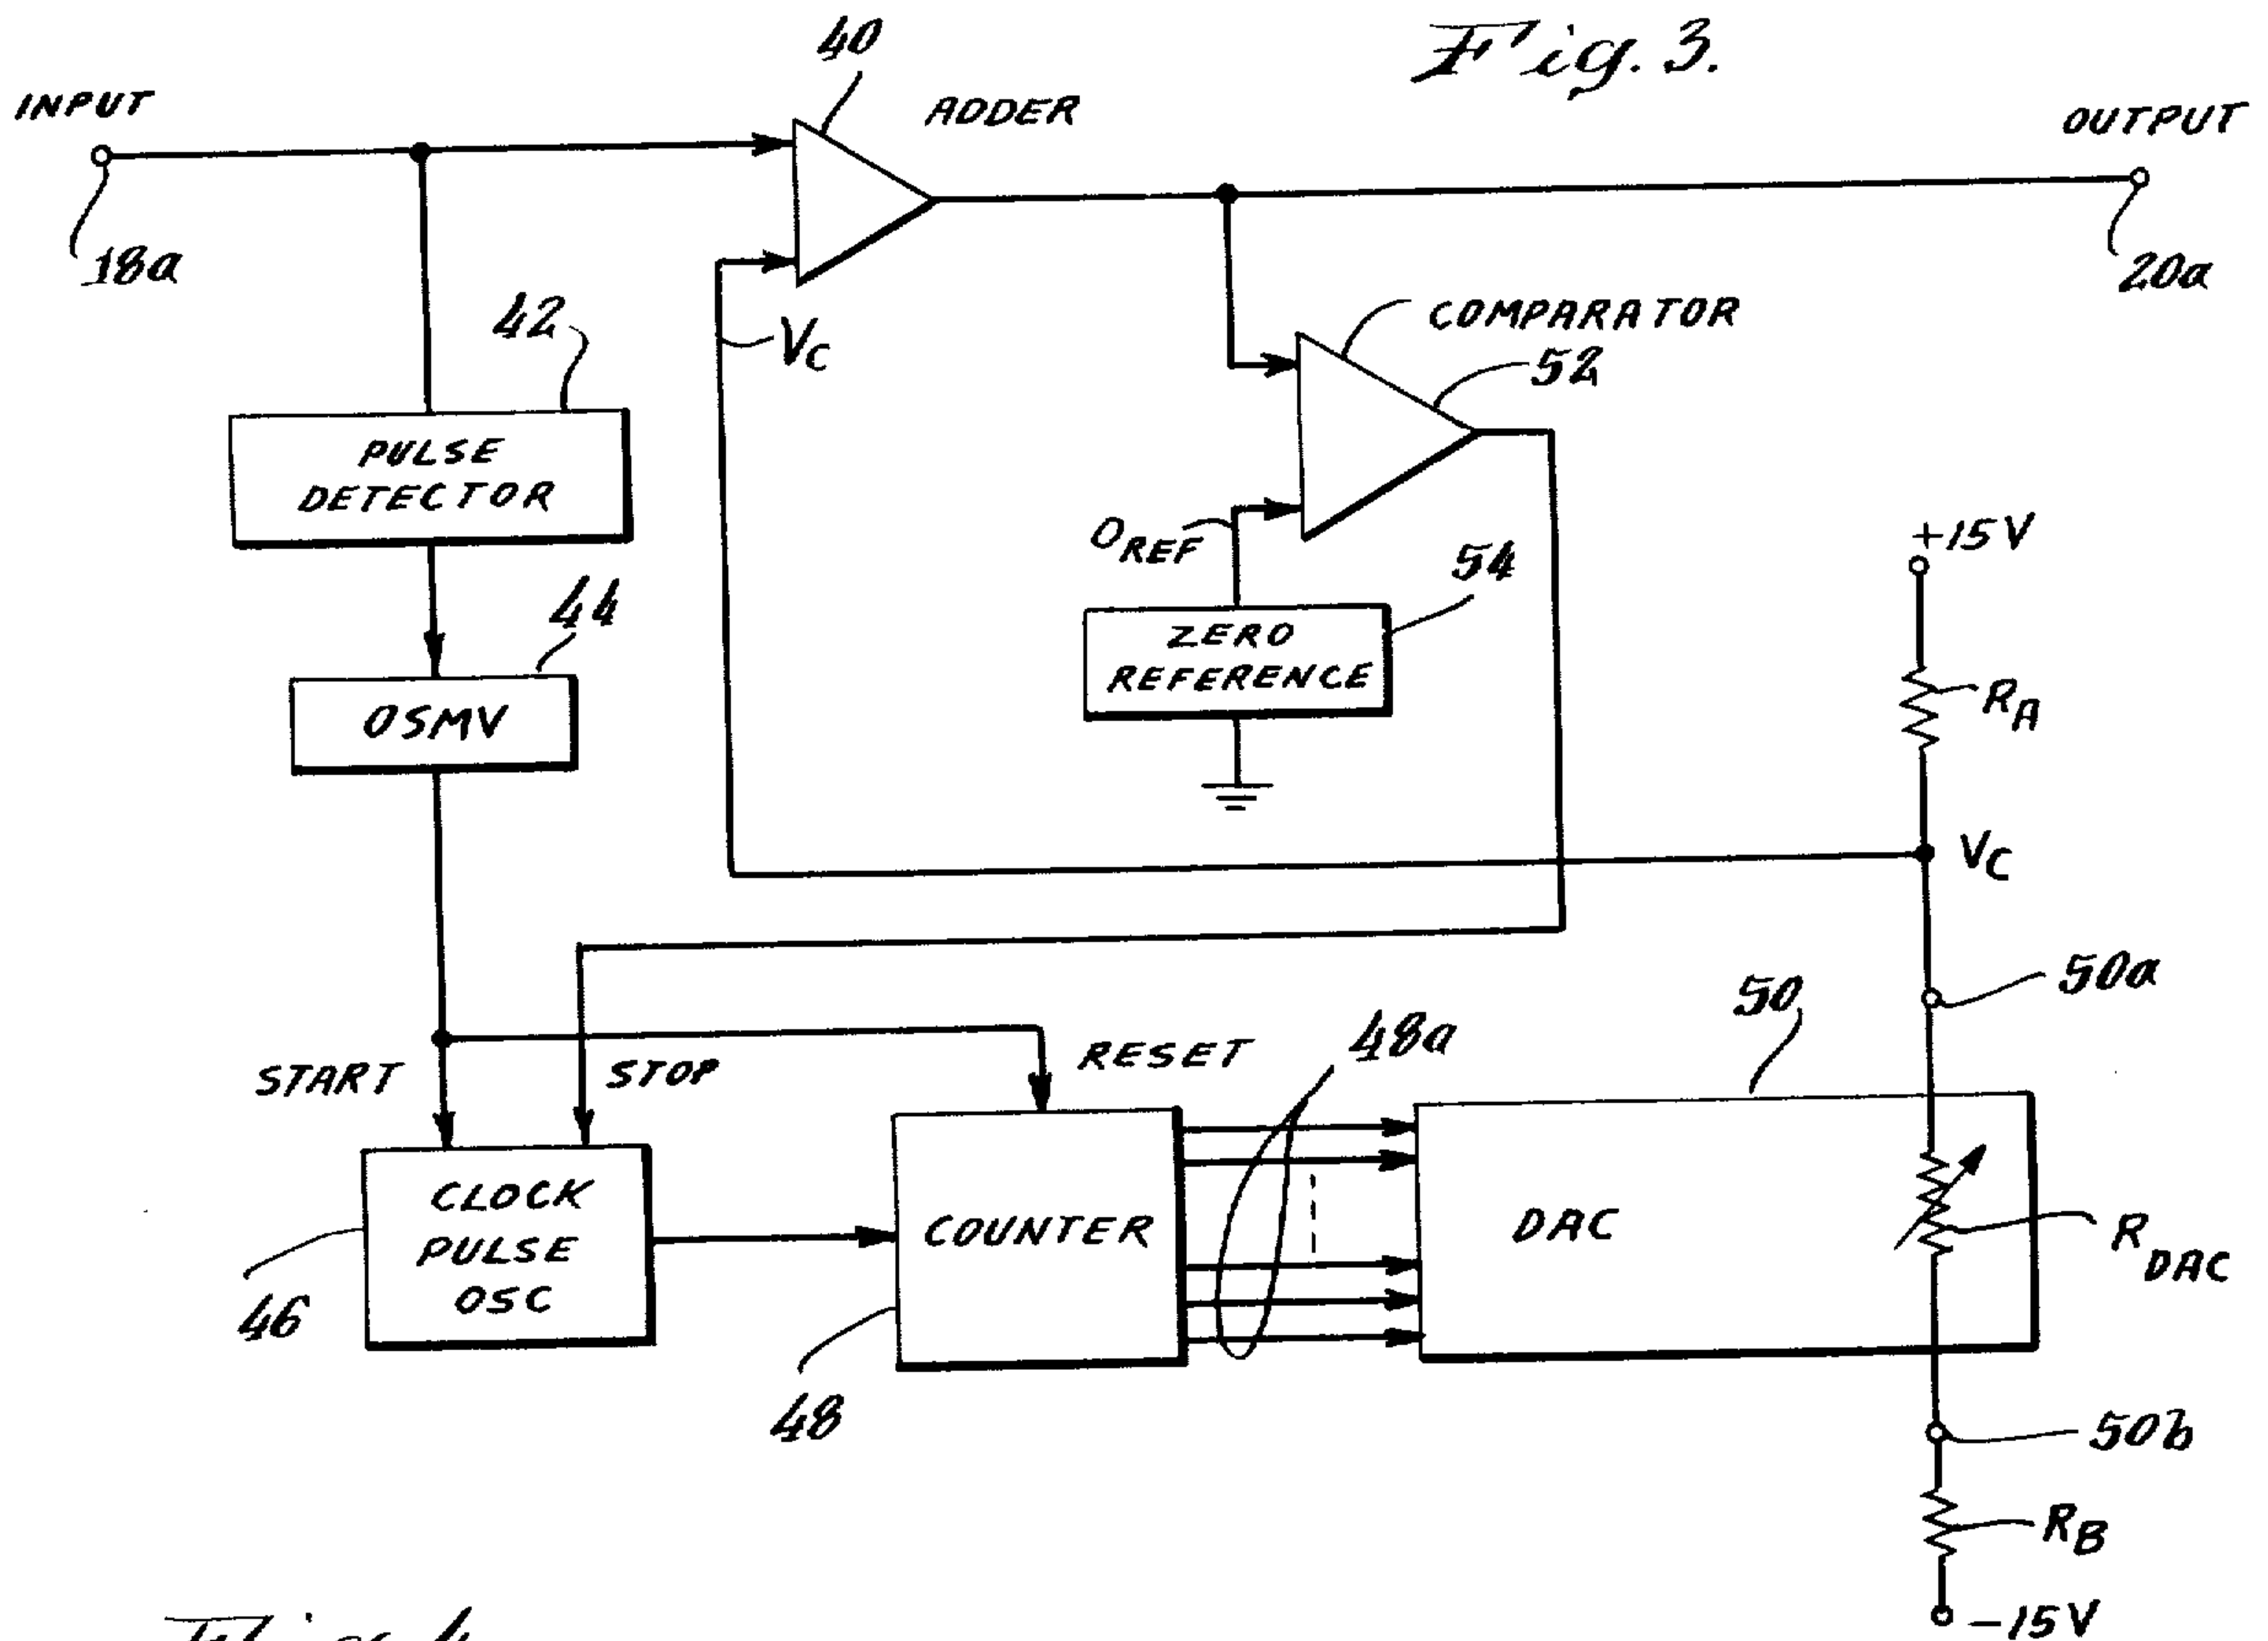 Fig. 3.
40
INPUT
ADDER
OUTPUT
18a
20a
42
VC
COMPARATOR
52
PULSE
DETECTOR
OREF
54
+15V
44
ZERO
REFERENCE
RA
OSMV
VC
50a
50
48a
START
STOP
RESET
CLOCK
PULSE
OSC
COUNTER
DAC
RDAC
46
48
50b
RB
-15V